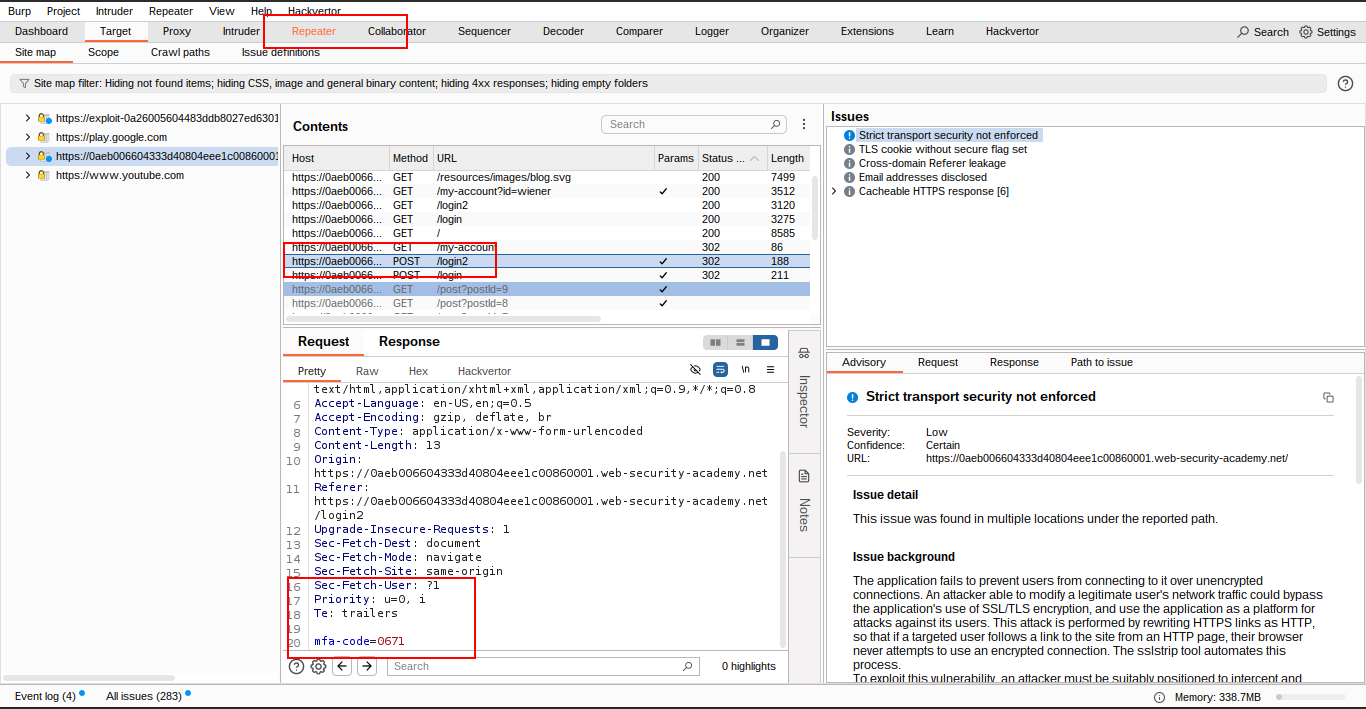 Burp Project Intruder Repeater View Help Hackvertor
Dashboard Target Proxy Intruder Repeater Collaborator Sequencer Decoder Comparer Logger Organizer Extensions Learn Hackvertor Search Settings
Site map Scope Crawl paths Issue definitions
Site map filter: Hiding not found items; hiding CSS, image and general binary content; hiding 4xx responses; hiding empty folders
https://exploit-0a26005604483ddb8027ed6301
https://play.google.com
https://0aeb006604333d40804eee1c00860001
https://www.youtube.com
Contents
Search
Host Method URL Params Status ... Length
https://0aeb0066... GET /resources/images/blog.svg 200 7499
https://0aeb0066... GET /my-account?id=wiener ✓ 200 3512
https://0aeb0066... GET /login2 200 3120
https://0aeb0066... GET /login 200 3275
https://0aeb0066... GET / 200 8585
https://0aeb0066... GET /my-account 302 86
https://0aeb0066... POST /login2 ✓ 302 188
https://0aeb0066... POST /login ✓ 302 211
https://0aeb0066... GET /post?postId=9 ✓
https://0aeb0066... GET /post?postId=8 ✓
Request Response
Pretty Raw Hex Hackvertor \n
text/html,application/xhtml+xml,application/xml;q=0.9,*/*;q=0.8
6 Accept-Language: en-US,en;q=0.5
7 Accept-Encoding: gzip, deflate, br
8 Content-Type: application/x-www-form-urlencoded
9 Content-Length: 13
10 Origin:
https://0aeb006604333d40804eee1c00860001.web-security-academy.net
11 Referer:
https://0aeb006604333d40804eee1c00860001.web-security-academy.net
/login2
12 Upgrade-Insecure-Requests: 1
13 Sec-Fetch-Dest: document
14 Sec-Fetch-Mode: navigate
15 Sec-Fetch-Site: same-origin
16 Sec-Fetch-User: ?1
17 Priority: u=0, i
18 Te: trailers
19
20 mfa-code=0671
Search 0 highlights
Inspector
Notes
Issues
Strict transport security not enforced
TLS cookie without secure flag set
Cross-domain Referer leakage
Email addresses disclosed
Cacheable HTTPS response [6]
Advisory Request Response Path to issue
Strict transport security not enforced
Severity: Low
Confidence: Certain
URL: https://0aeb006604333d40804eee1c00860001.web-security-academy.net/
Issue detail
This issue was found in multiple locations under the reported path.
Issue background
The application fails to prevent users from connecting to it over unencrypted
connections. An attacker able to modify a legitimate user's network traffic could bypass
the application's use of SSL/TLS encryption, and use the application as a platform for
attacks against its users. This attack is performed by rewriting HTTPS links as HTTP,
so that if a targeted user follows a link to the site from an HTTP page, their browser
never attempts to use an encrypted connection. The sslstrip tool automates this
process.
To exploit this vulnerability, an attacker must be suitably positioned to intercept and
Event log (4) All issues (283) Memory: 338.7MB